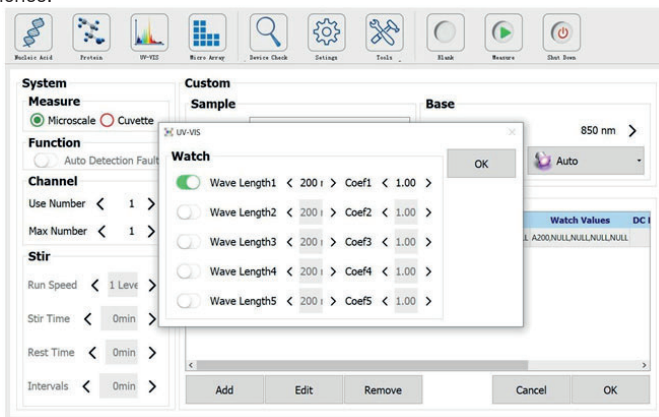 Nucleic Acid Protein UV-VIS Micro Array Device Check Setings Tools Blank Measure Shut Down
System
Measure
Microscale Cuvette
Function
Auto Detection Fault
Channel
Use Number < 1 >
Max Number < 1 >
Stir
Run Speed < 1 Leve >
Stir Time < 0min >
Rest Time < 0min >
Intervals < 0min >
Custom
Sample
Base
850 nm >
Auto
Watch Values DC
A200,NULL,NULL,NULL,NULL
UV-VIS
Watch
OK
Wave Length1 < 200 > Coef1 < 1.00 >
Wave Length2 < 200 > Coef2 < 1.00 >
Wave Length3 < 200 > Coef3 < 1.00 >
Wave Length4 < 200 > Coef4 < 1.00 >
Wave Length5 < 200 > Coef5 < 1.00 >
Add Edit Remove Cancel OK